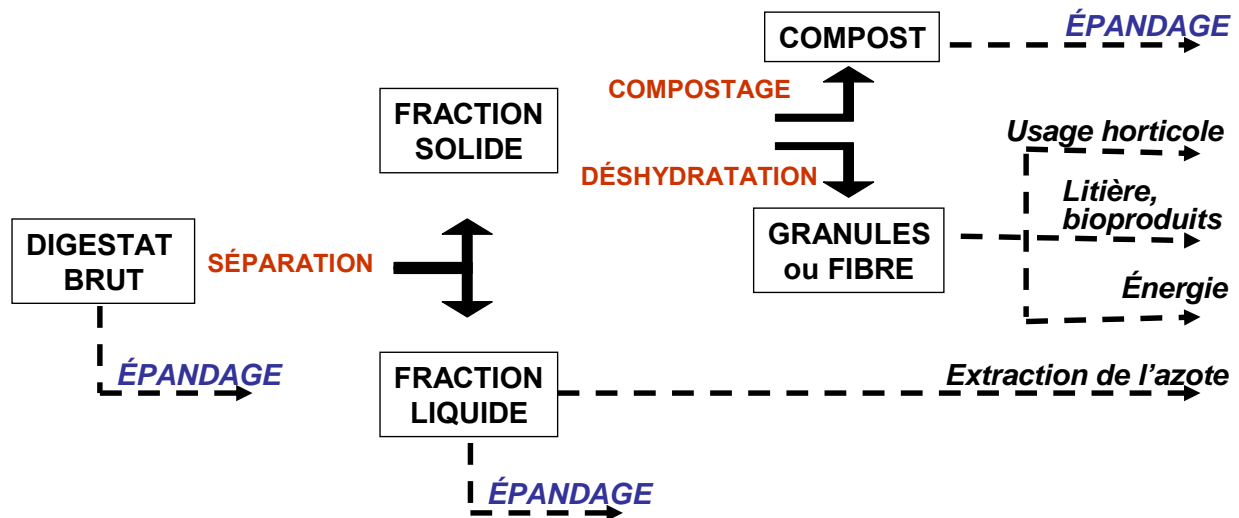 COMPOST
ÉPANDAGE
COMPOSTAGE
FRACTION
SOLIDE
Usage horticole
DÉSHYDRATATION
Litière,
bioproduits
DIGESTAT
BRUT
SÉPARATION
GRANULES
ou FIBRE
Énergie
ÉPANDAGE
FRACTION
LIQUIDE
Extraction de l'azote
ÉPANDAGE